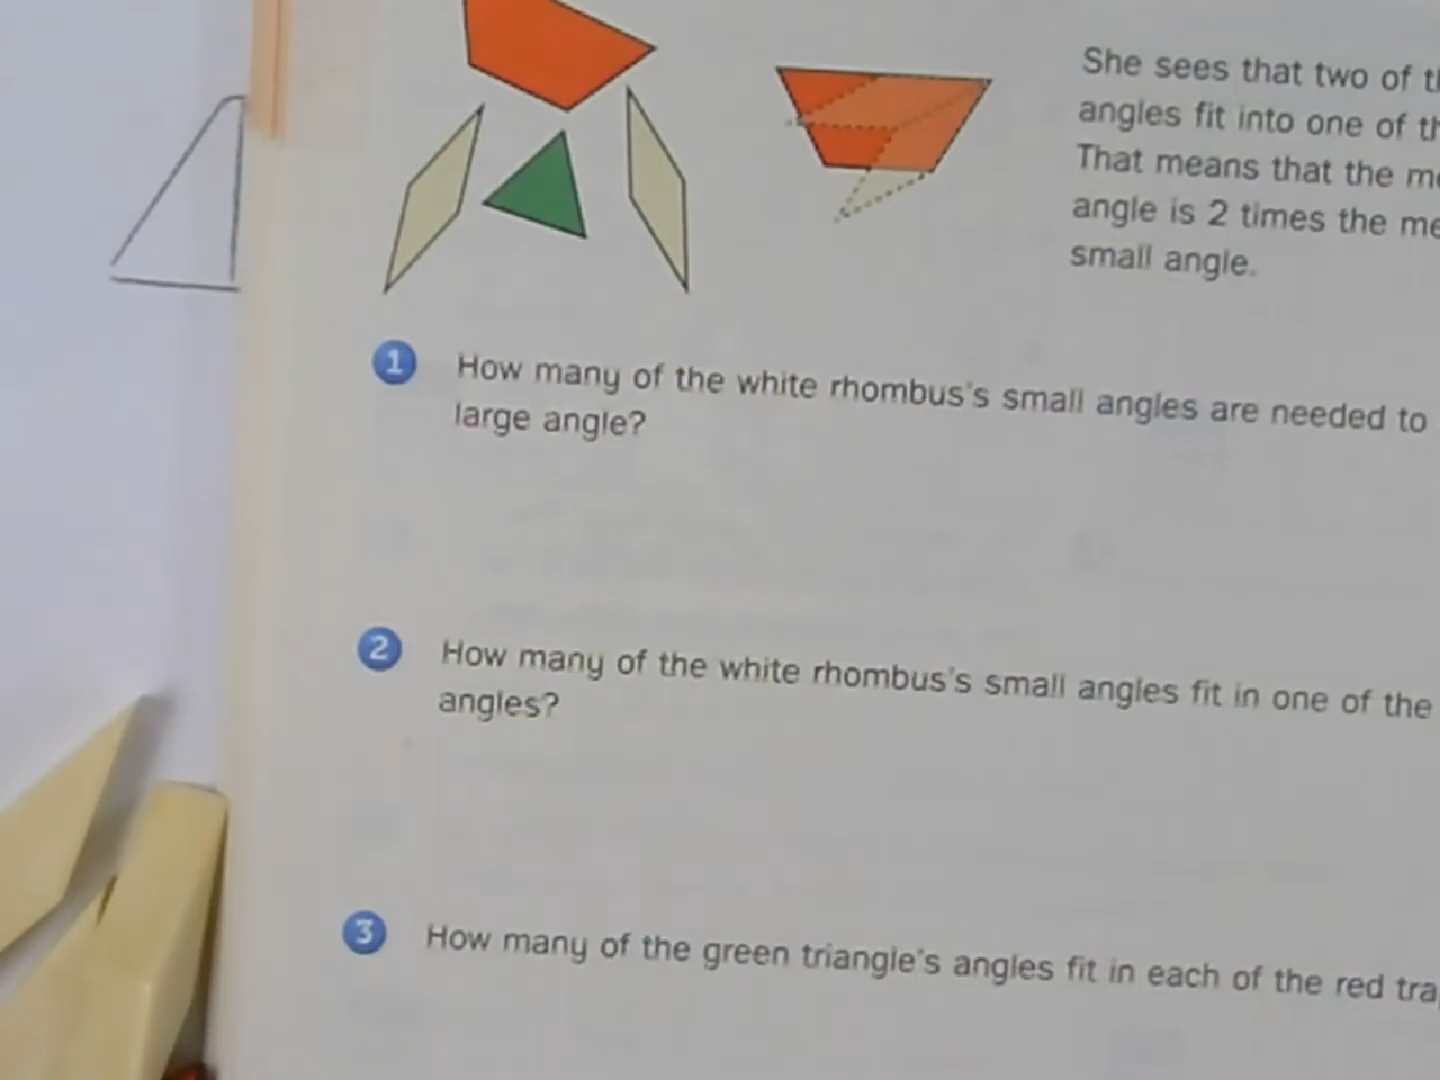 She sees that two of
angles fit into one of
That means that the
angle is 2 times the
small angle.
1 How many of the white rhombus's small angles are needed to
large angle?
2 How many of the white rhombus's small angles fit in one of the
angles?
3 How many of the green triangle's angles fit in each of the red